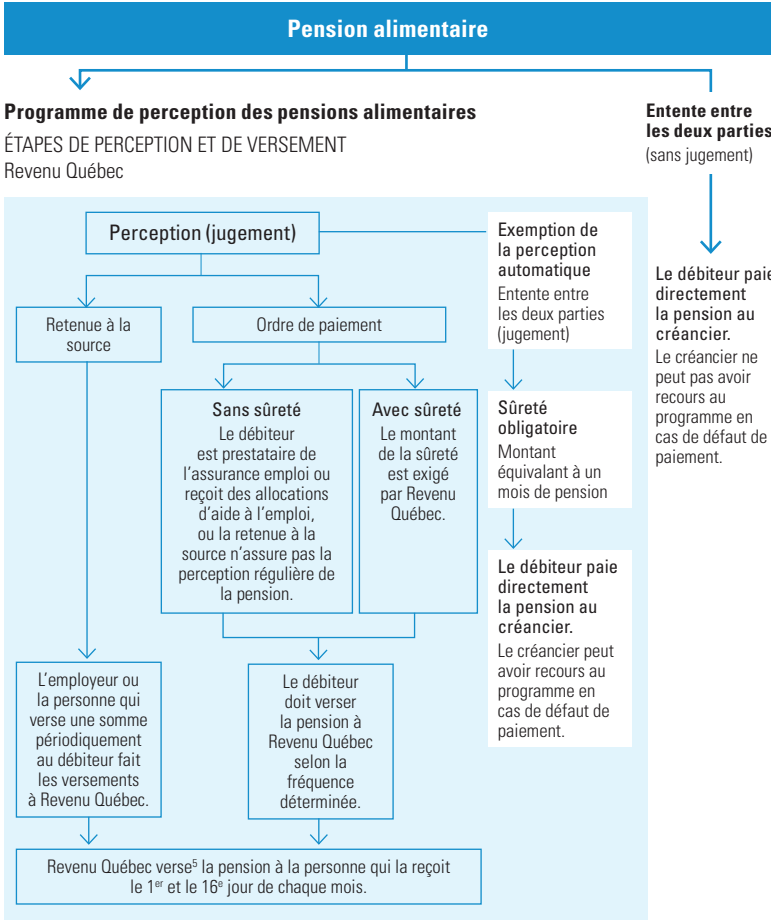 Pension alimentaire
Programme de perception des pensions alimentaires
ÉTAPES DE PERCEPTION ET DE VERSEMENT
Revenu Québec
Entente entre
les deux parties
(sans jugement)
Perception (jugement)
Exemption de
la perception
automatique
Entente entre
les deux parties
(jugement)
Le débiteur paie
directement
la pension au
créancier.
Le créancier ne
peut pas avoir
recours au
programme en
cas de défaut de
paiement.
Retenue à la
source
Ordre de paiement
Sans sûreté
Le débiteur
est prestataire de
l’assurance emploi ou
reçoit des allocations
d’aide à l’emploi,
ou la retenue à la
source n’assure pas la
perception régulière de
la pension.
Avec sûreté
Le montant
de la sûreté
est exigé
par Revenu
Québec.
Sûreté
obligatoire
Montant
équivalant à un
mois de pension
Le débiteur paie
directement
la pension au
créancier.
Le créancier peut
avoir recours au
programme en
cas de défaut de
paiement.
L’employeur ou
la personne qui
verse une somme
périodiquement
au débiteur fait
les versements
à Revenu Québec.
Le débiteur
doit verser
la pension à
Revenu Québec
selon la
fréquence
déterminée.
Revenu Québec verse⁵ la pension à la personne qui la reçoit
le 1er et le 16e jour de chaque mois.